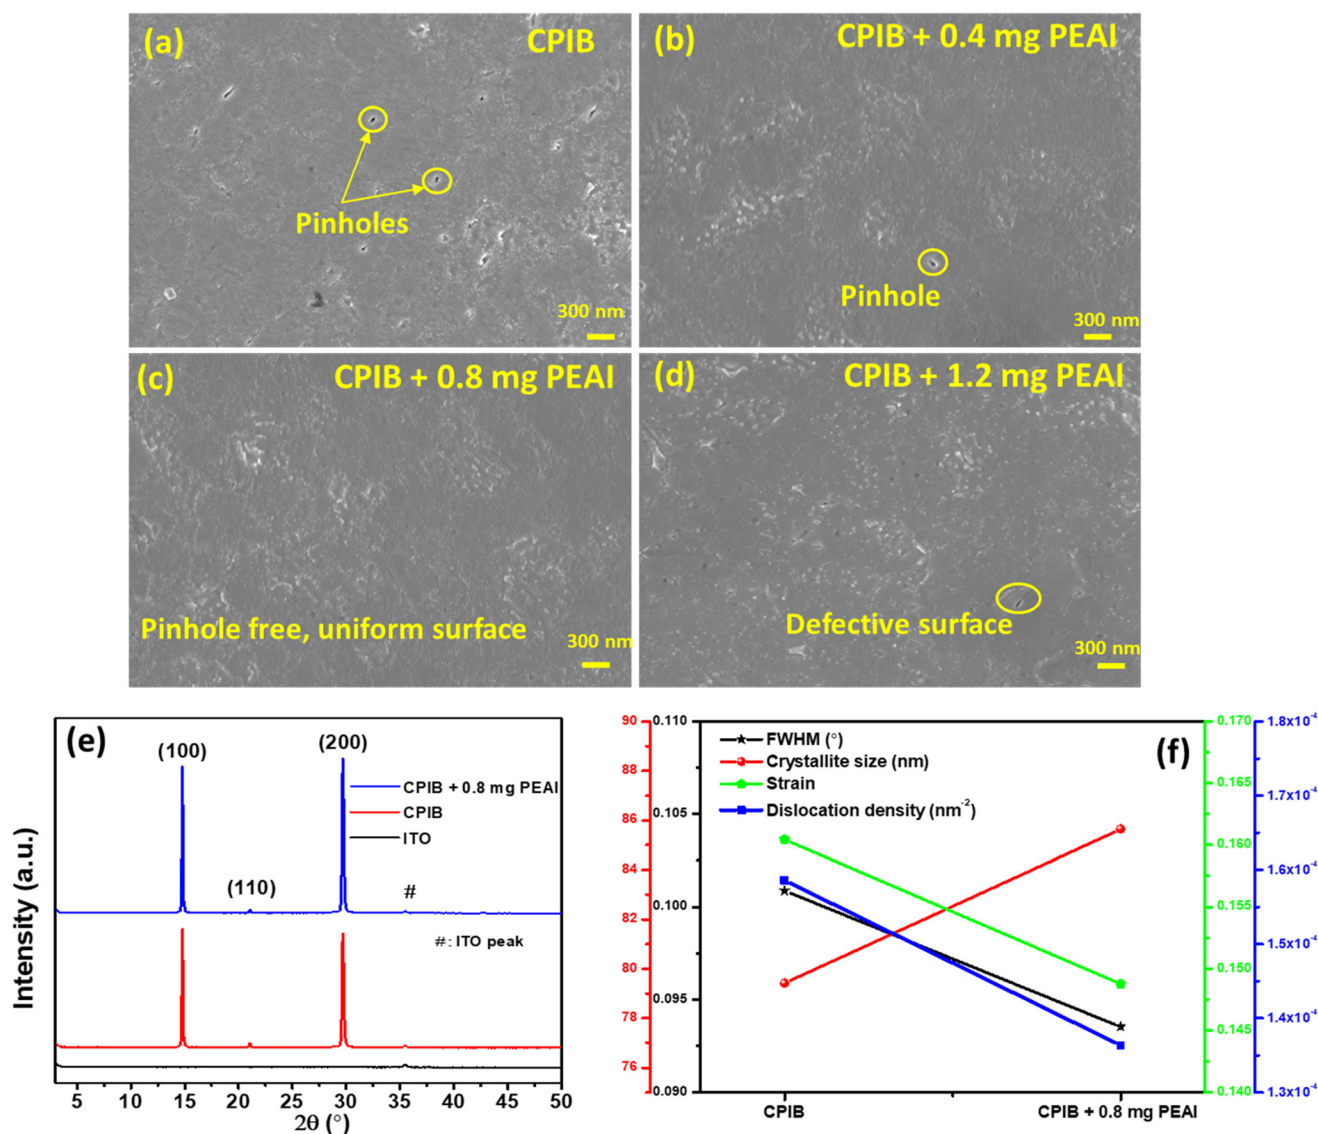 (a)
CPIB
Pinholes
300 nm
(b)
CPIB + 0.4 mg PEAI
Pinhole
300 nm
(c)
CPIB + 0.8 mg PEAI
Pinhole free, uniform surface
300 nm
(d)
CPIB + 1.2 mg PEAI
Defective surface
300 nm
(e)
(100)
(200)
CPIB + 0.8 mg PEAI
CPIB
ITO
(110)
#
#: ITO peak
Intensity (a.u.)
5 10 15 20 25 30 35 40 45 50
2θ (°)
(f)
FWHM (°)
Crystallite size (nm)
Strain
Dislocation density (nm⁻²)
90
88
86
84
82
80
78
76
0.110
0.105
0.100
0.095
0.090
0.170
0.165
0.160
0.155
0.150
0.145
0.140
1.8x10⁻⁴
1.7x10⁻⁴
1.6x10⁻⁴
1.5x10⁻⁴
1.4x10⁻⁴
1.3x10⁻⁴
CPIB
CPIB + 0.8 mg PEAI